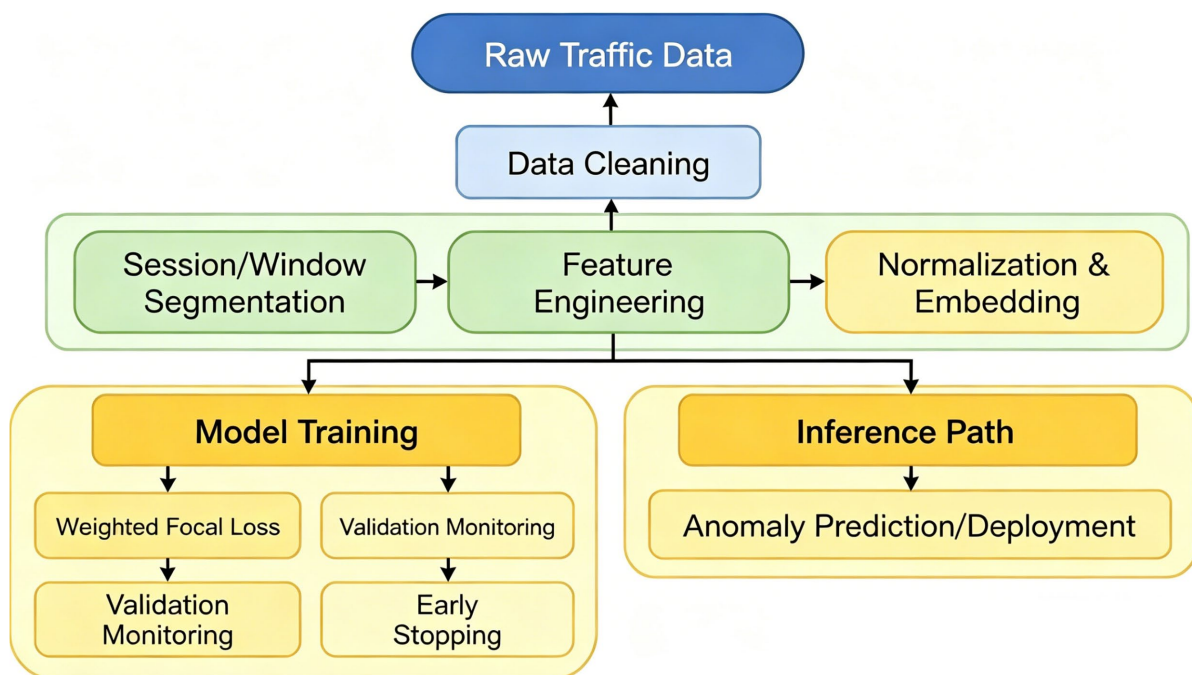 Raw Traffic Data
Data Cleaning
Session/Window
Segmentation
Feature
Engineering
Normalization &
Embedding
Model Training
Weighted Focal Loss
Validation Monitoring
Validation
Monitoring
Early
Stopping
Inference Path
Anomaly Prediction/Deployment